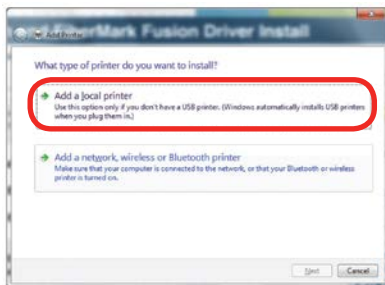 FiberMark Fusion Driver Install
Add Printer
What type of printer do you want to install?
Add a local printer
Use this option only if you don't have a USB printer. (Windows automatically installs USB printers
when you plug them in.)
Add a network, wireless or Bluetooth printer
Make sure that your computer is connected to the network, or that your Bluetooth or wireless
printer is turned on.
Next
Cancel